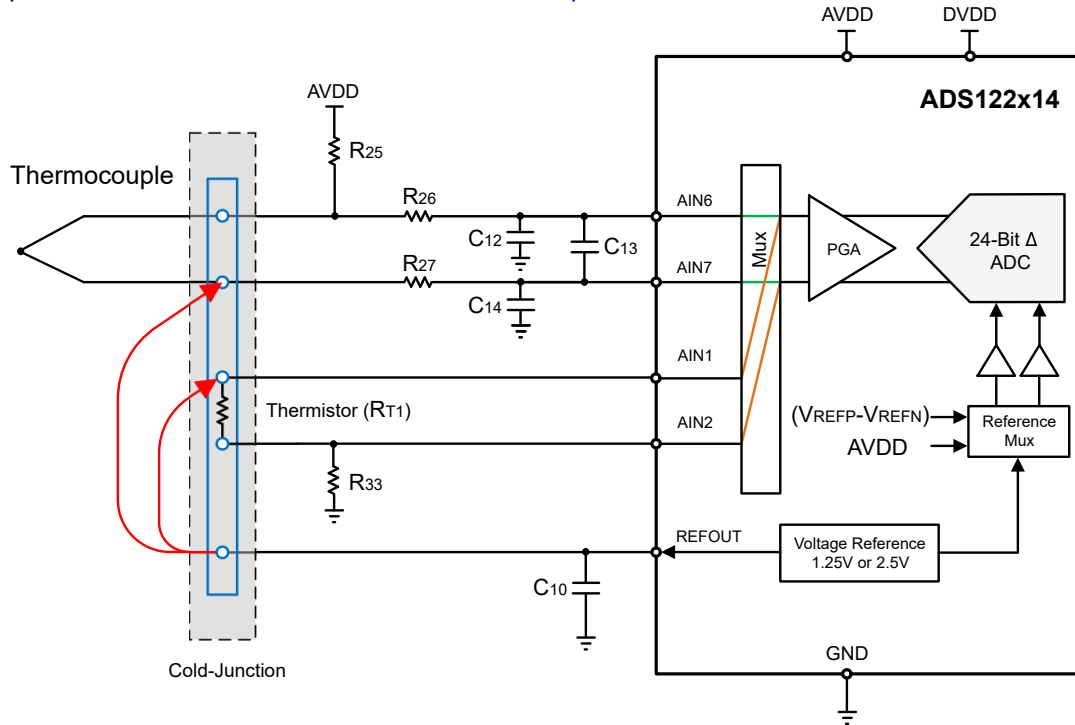 AVDD
DVDD
ADS122x14
AVDD
R25
Thermocouple
R26
AIN6
C12
C13
Mux
PGA
24-Bit Δ
ADC
R27
AIN7
C14
AIN1
Thermistor (RT1)
AIN2
(VREFP-VREFN)
AVDD
Reference
Mux
R33
REFOUT
Voltage Reference
1.25V or 2.5V
C10
GND
Cold-Junction